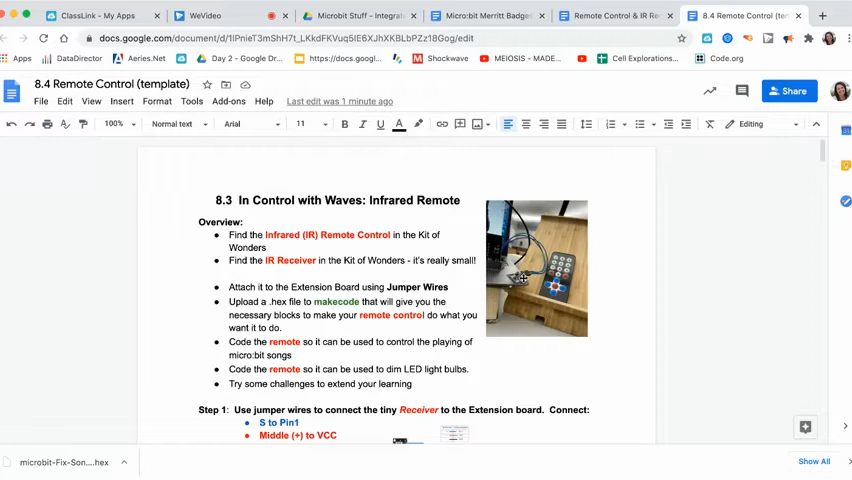 ClassLink - My Apps
WeVideo
Microbit Stuff - Integral
Micro:bit Merritt Badge
Remote Control & IR Re
8.4 Remote Control (tem
docs.google.com/document/d/1lPnieT3mShH7t_LKkdFKVuq5IE6XJhXKBLbPZz18Gog/edit
Apps
DDA Teachers
Aeries.Net
Day 2 - Google Dr...
https://docs.googl...
Shockwave
MEIOSIS - MADE...
Cell Explorations...
Code.org
8.4 Remote Control (template)
File Edit View Insert Format Tools Add-ons Help Last edit was 1 minute ago
Share
100% Normal text Arial 11 B I U A Editing
8.3 In Control with Waves: Infrared Remote
Overview:
Find the Infrared (IR) Remote Control in the Kit of
Wonders
Find the IR Receiver in the Kit of Wonders - it's really small!
Attach it to the Extension Board using Jumper Wires
Upload a .hex file to makecode that will give you the
necessary blocks to make your remote control do what you
want it to do.
Code the remote so it can be used to control the playing of
micro:bit songs
Code the remote so it can be used to dim LED light bulbs.
Try some challenges to extend your learning
Step 1: Use jumper wires to connect the tiny Receiver to the Extension board. Connect:
S to Pin1
Middle (+) to VCC
microbit-Fix-Son....hex
Show All